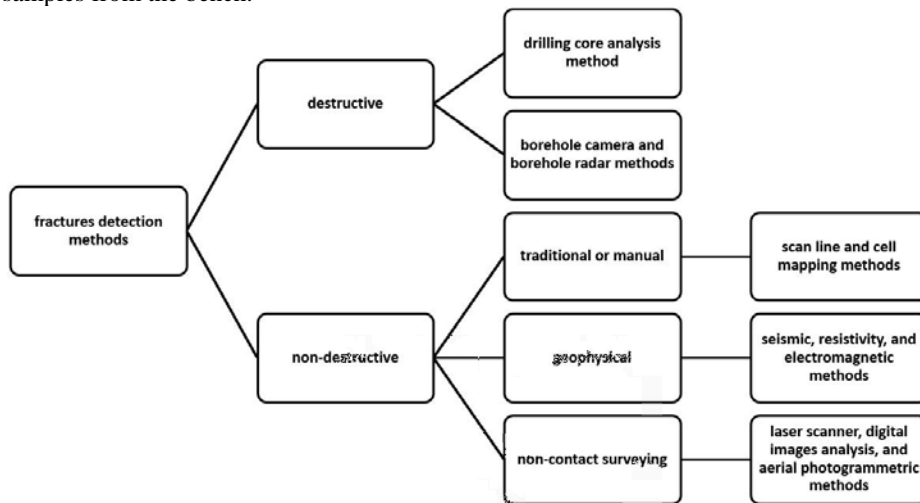 samples from the bench.
drilling core analysis
method
destructive
borehole camera and
borehole radar methods
fractures detection
methods
traditional or manual
scan line and cell
mapping methods
non-destructive
geophysical
seismic, resistivity, and
electromagnetic
methods
non-contact surveying
laser scanner, digital
images analysis, and
aerial photogrammetric
methods